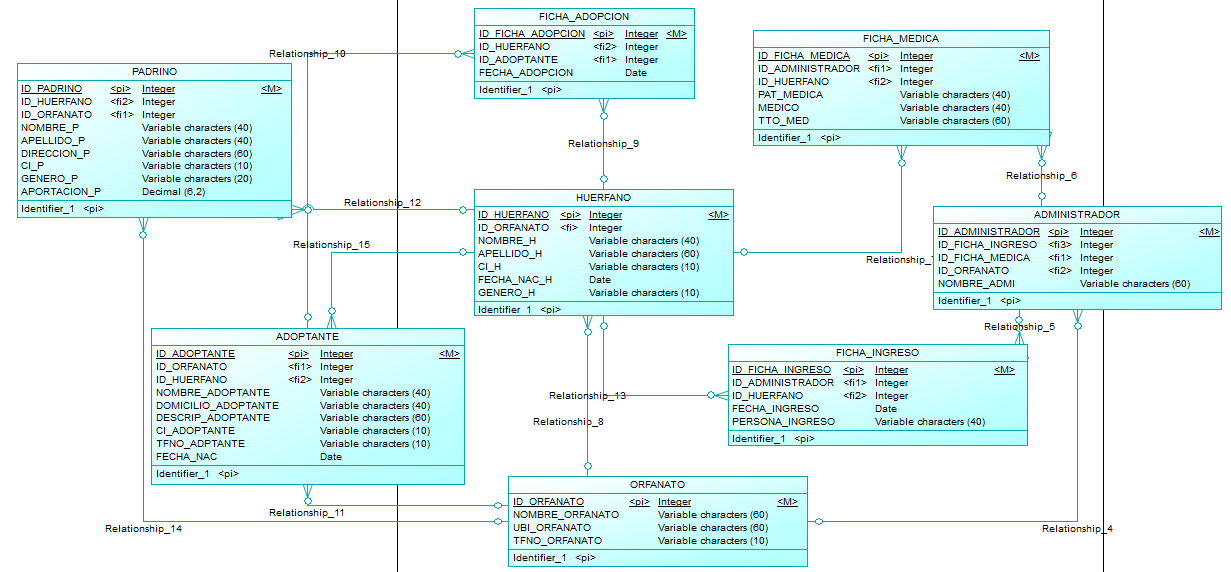 FICHA_ADOPCION
ID_FICHA_ADOPCION <pi> Integer <M>
ID_HUERFANO <fi2> Integer
ID_ADOPTANTE <fi1> Integer
FECHA_ADOPCION Date
Identifier_1 <pi>
FICHA_MEDICA
ID_FICHA_MEDICA <pi> Integer <M>
ID_ADMINISTRADOR <fi1> Integer
ID_HUERFANO <fi2> Integer
PAT_MEDICA Variable characters (40)
MEDICO Variable characters (40)
TTO_MED Variable characters (60)
Identifier_1 <pi>
Relationship_10
PADRINO
ID_PADRINO <pi> Integer <M>
ID_HUERFANO <fi2> Integer
ID_ORFANATO <fi1> Integer
NOMBRE_P Variable characters (40)
APELLIDO_P Variable characters (40)
DIRECCION_P Variable characters (60)
CI_P Variable characters (10)
GENERO_P Variable characters (20)
APORTACION_P Decimal (6,2)
Identifier_1 <pi>
Relationship_9
Relationship_6
Relationship_12
HUERFANO
ID_HUERFANO <pi> Integer <M>
ID_ORFANATO <fi> Integer
NOMBRE_H Variable characters (40)
APELLIDO_H Variable characters (60)
CI_H Variable characters (10)
FECHA_NAC_H Date
GENERO_H Variable characters (10)
Identifier_1 <pi>
ADMINISTRADOR
ID_ADMINISTRADOR <pi> Integer <M>
ID_FICHA_INGRESO <fi3> Integer
ID_FICHA_MEDICA <fi1> Integer
ID_ORFANATO <fi2> Integer
NOMBRE_ADMI Variable characters (60)
Identifier_1 <pi>
Relationship_15
Relationship_5
ADOPTANTE
ID_ADOPTANTE <pi> Integer <M>
ID_ORFANATO <fi1> Integer
ID_HUERFANO <fi2> Integer
NOMBRE_ADOPTANTE Variable characters (40)
DOMICILIO_ADOPTANTE Variable characters (40)
DESCRIP_ADOPTANTE Variable characters (60)
CI_ADOPTANTE Variable characters (10)
TFNO_ADPTANTE Variable characters (10)
FECHA_NAC Date
Identifier_1 <pi>
FICHA_INGRESO
ID_FICHA_INGRESO <pi> Integer <M>
ID_ADMINISTRADOR <fi1> Integer
ID_HUERFANO <fi2> Integer
FECHA_INGRESO Date
PERSONA_INGRESO Variable characters (40)
Identifier_1 <pi>
Relationship_13
Relationship_8
ORFANATO
ID_ORFANATO <pi> Integer <M>
NOMBRE_ORFANATO Variable characters (60)
UBI_ORFANATO Variable characters (60)
TFNO_ORFANATO Variable characters (10)
Identifier_1 <pi>
Relationship_11
Relationship_14
Relationship_4